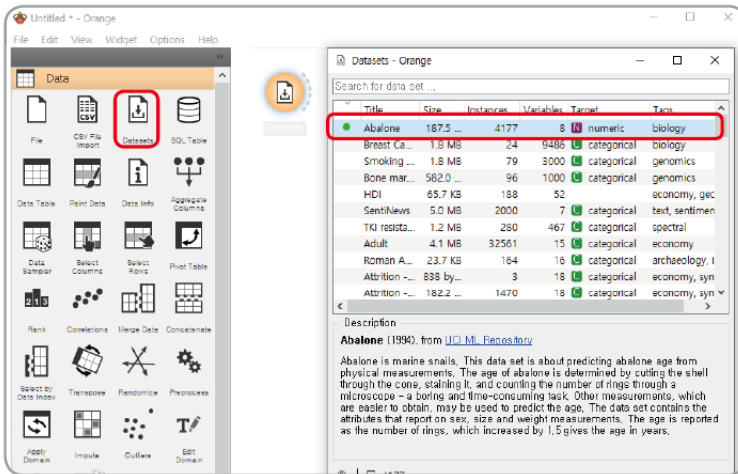 Untitled * - Orange
File Edit View Widget Options Help
Data
File
CSV File Import
Datasets
SQL Table
Data Table
Paint Data
Data Info
Aggregate Columns
Data Sampler
Select Columns
Select Rows
Pivot Table
Rank
Correlations
Merge Data
Concatenate
Select by Data Index
Transpose
Randomize
Preprocess
Apply Domain
Impute
Outliers
Edit Domain
Datasets
Datasets - Orange
Search for data set ...
Title Size Instances Variables Target Tags
Abalone 187.5 ... 4177 8 N numeric biology
Breast Ca... 1.8 MB 24 9486 C categorical biology
Smoking ... 1.8 MB 79 3000 C categorical genomics
Bone mar... 582.0 ... 96 1000 C categorical genomics
HDI 65.7 KB 188 52 economy, geo
SentiNews 5.0 MB 2000 7 C categorical text, sentimen
TKI resista... 1.2 MB 280 467 C categorical spectral
Adult 4.1 MB 32561 15 C categorical economy
Roman A... 23.7 KB 164 16 C categorical archaeology,
Attrition -... 838 by... 3 18 C categorical economy, syn
Attrition -... 182.2 ... 1470 18 C categorical economy, syn
Description
Abalone (1994), from UCI ML Repository
Abalone is marine snails, This data set is about predicting abalone age from
physical measurements, The age of abalone is determined by cutting the shell
through the cone, staining it, and counting the number of rings through a
microscope – a boring and time-consuming task, Other measurements, which
are easier to obtain, may be used to predict the age, The data set contains the
attributes that report on sex, size and weight measurements, The age is reported
as the number of rings, which increased by 1,5 gives the age in years,